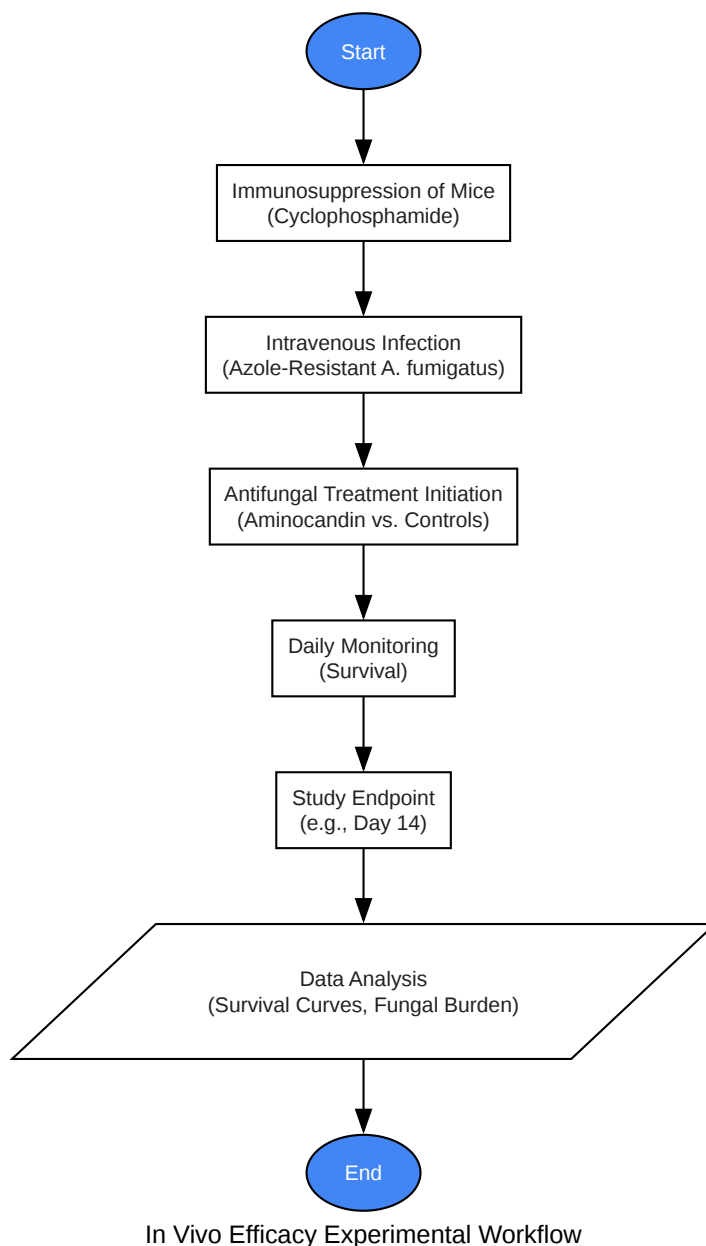 Start
Immunosuppression of Mice
(Cyclophosphamide)
Intravenous Infection
(Azole-Resistant A. fumigatus)
Antifungal Treatment Initiation
(Aminocandin vs. Controls)
Daily Monitoring
(Survival)
Study Endpoint
(e.g., Day 14)
Data Analysis
(Survival Curves, Fungal Burden)
End
In Vivo Efficacy Experimental Workflow